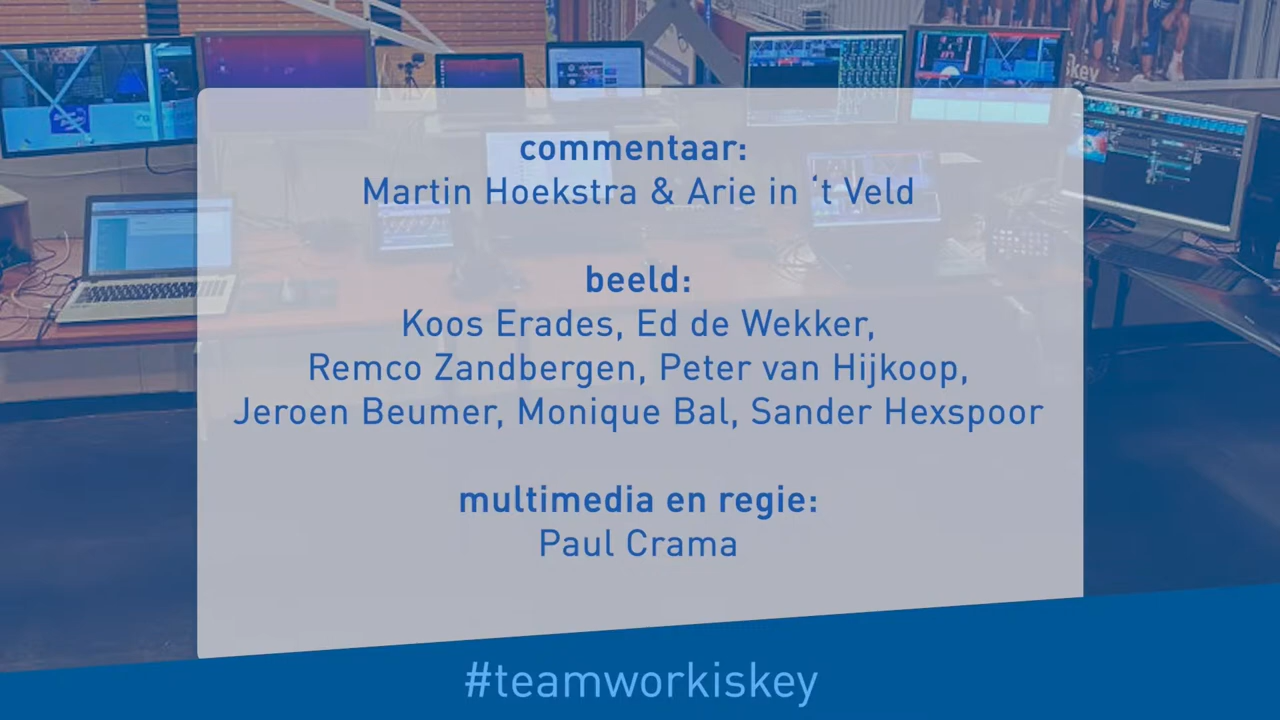 commentaar:
Martin Hoekstra & Arie in ‘t Veld
beeld:
Koos Erades, Ed de Wekker,
Remco Zandbergen, Peter van Hijkoop,
Jeroen Beumer, Monique Bal, Sander Hexspoor
multimedia en regie:
Paul Crama
#teamworkiskey